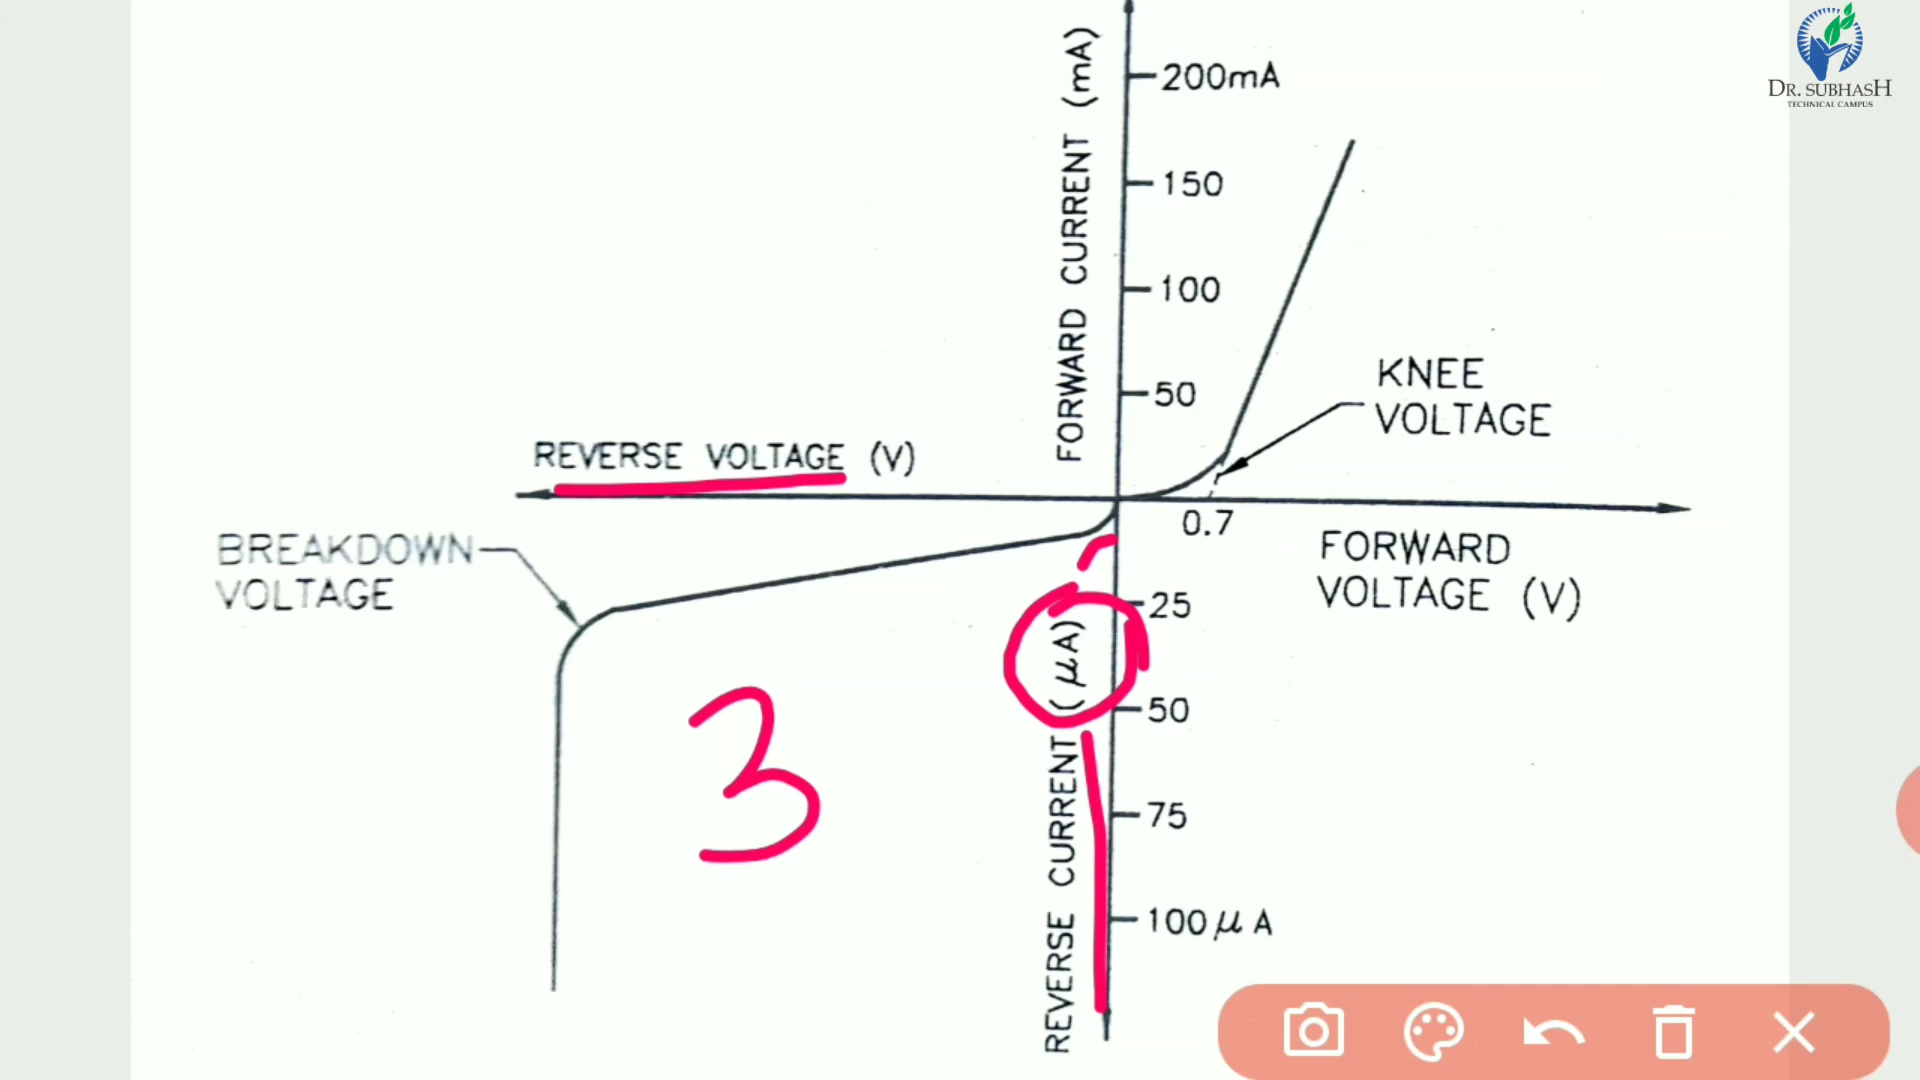 DR. SUBHASH
TECHNICAL CAMPUS
FORWARD CURRENT (mA)
200mA
150
100
50
KNEE
VOLTAGE
REVERSE VOLTAGE (V)
0.7
FORWARD
VOLTAGE (V)
BREAKDOWN
VOLTAGE
REVERSE CURRENT (μA)
25
50
75
100μA
3